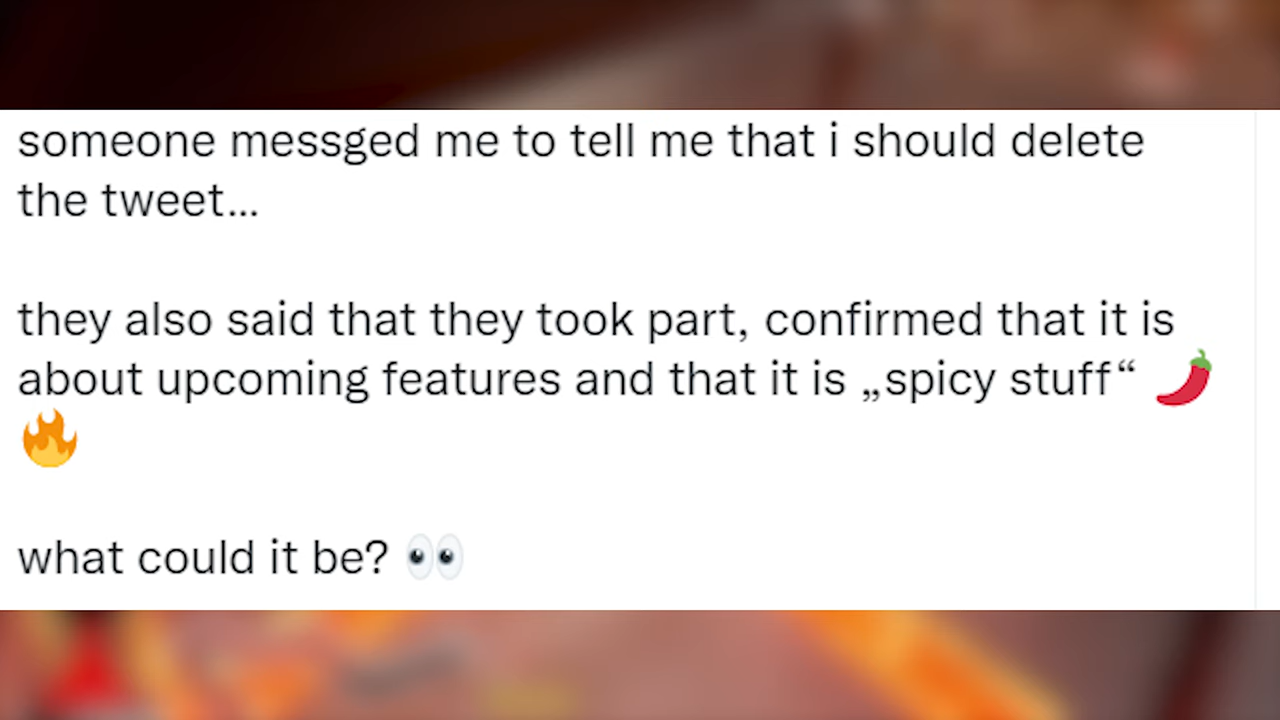 someone messged me to tell me that i should delete
the tweet...
they also said that they took part, confirmed that it is
about upcoming features and that it is „spicy stuff“ 🌶️
🔥
what could it be? 👀